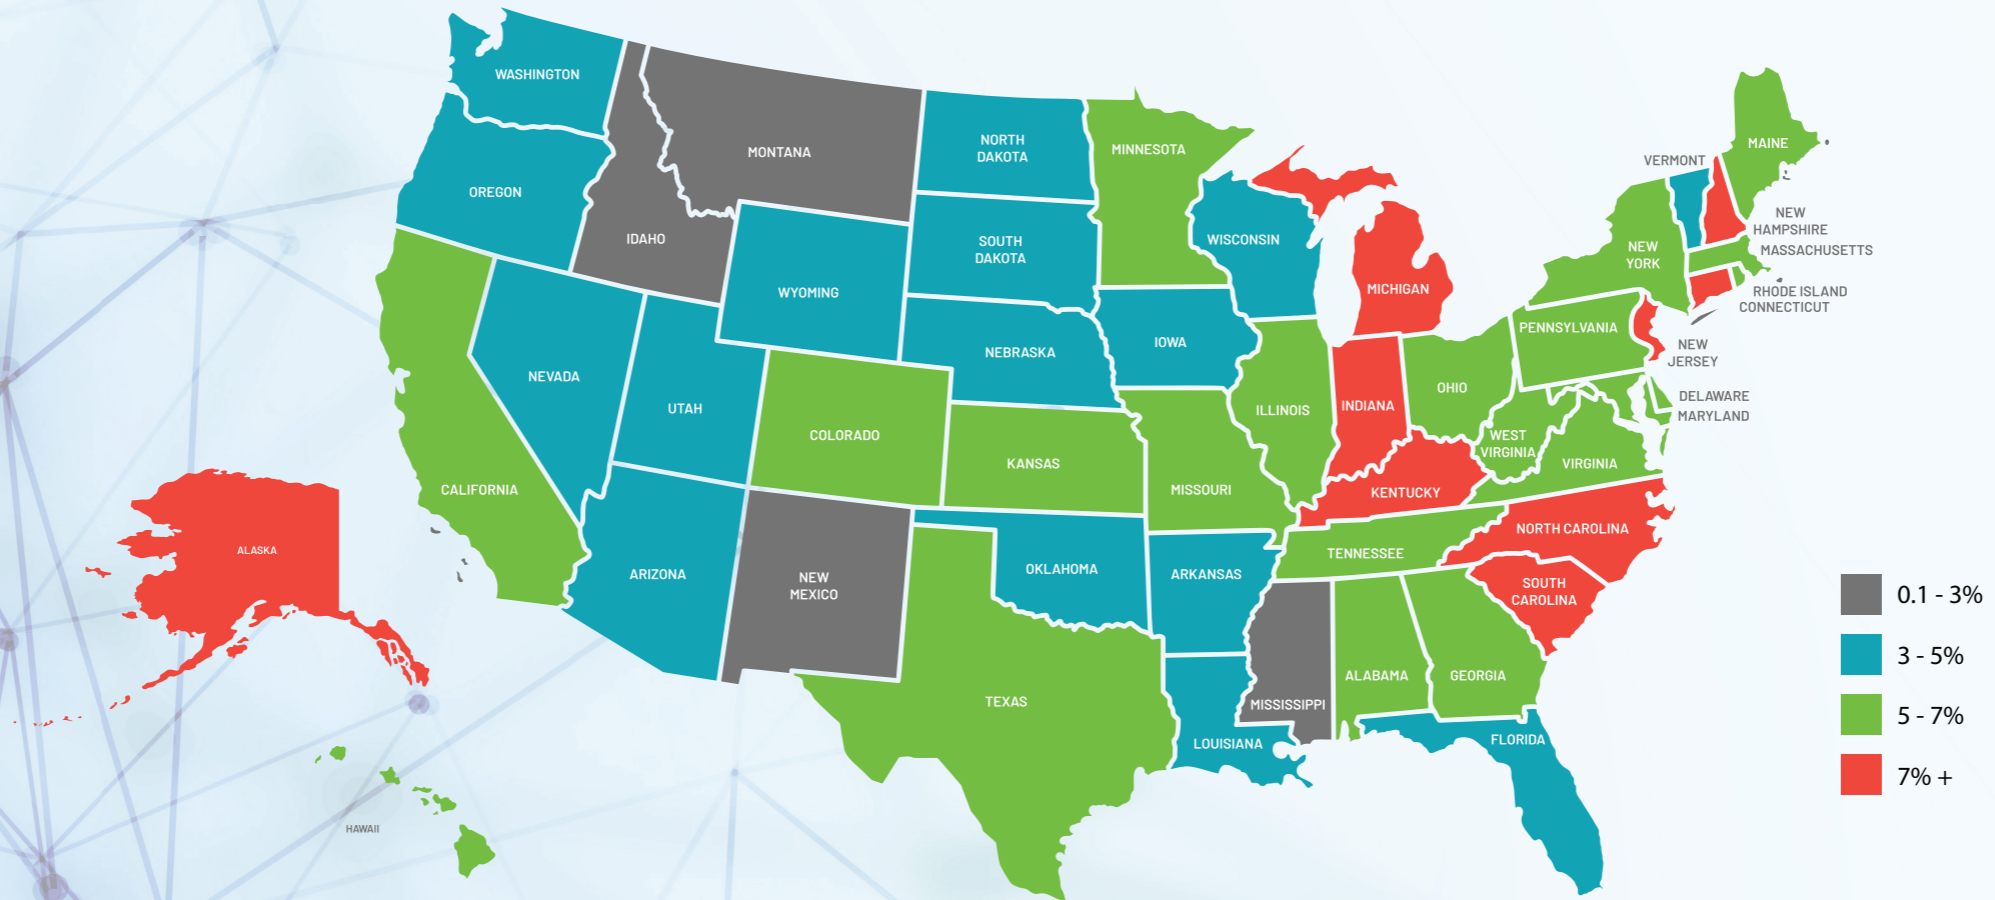 WASHINGTON
OREGON
IDAHO
MONTANA
NORTH
DAKOTA
MINNESOTA
WISCONSIN
MICHIGAN
VERMONT
MAINE
NEW
HAMPSHIRE
MASSACHUSETTS
NEW
YORK
RHODE ISLAND
CONNECTICUT
SOUTH
DAKOTA
WYOMING
NEBRASKA
IOWA
PENNSYLVANIA
NEW
JERSEY
NEVADA
UTAH
COLORADO
KANSAS
ILLINOIS
INDIANA
OHIO
DELAWARE
MARYLAND
WEST
VIRGINIA
VIRGINIA
CALIFORNIA
MISSOURI
KENTUCKY
NORTH CAROLINA
TENNESSEE
ALASKA
ARIZONA
NEW
MEXICO
OKLAHOMA
ARKANSAS
SOUTH
CAROLINA
TEXAS
MISSISSIPPI
ALABAMA
GEORGIA
LOUISIANA
FLORIDA
HAWAII
0.1 - 3%
3 - 5%
5 - 7%
7% +